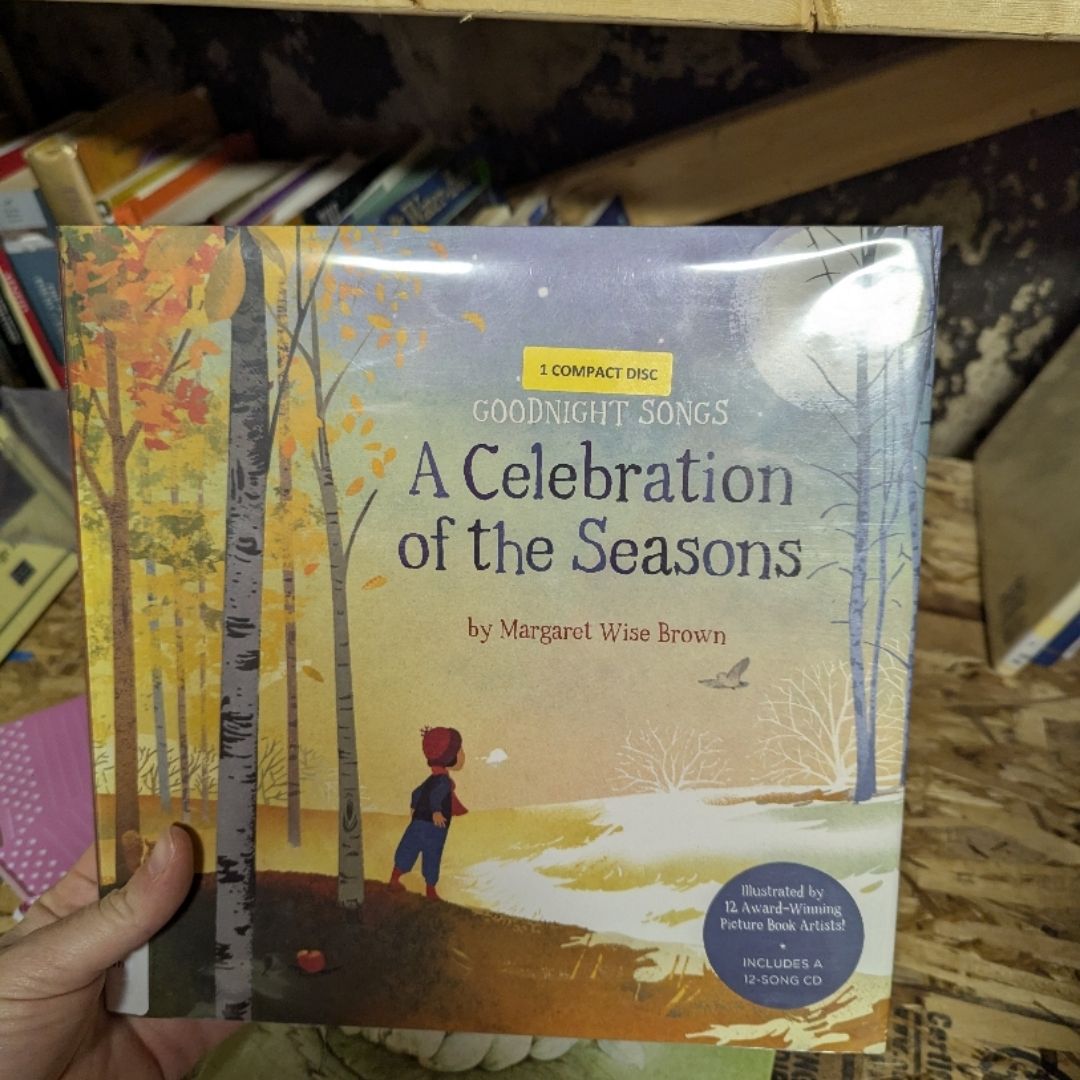 1 COMPACT DISC
GOODNIGHT SONGS
A Celebration
of the Seasons
by Margaret Wise Brown
Illustrated by
12 Award-Winning
Picture Book Artists!
INCLUDES A
12-SONG CD